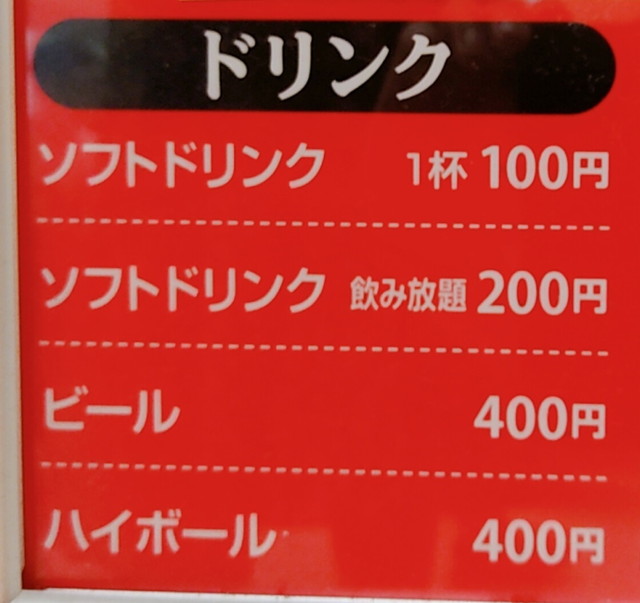 ドリンク
ソフトドリンク 1杯 100円
ソフトドリンク 飲み放題 200円
ビール 400円
ハイボール 400円